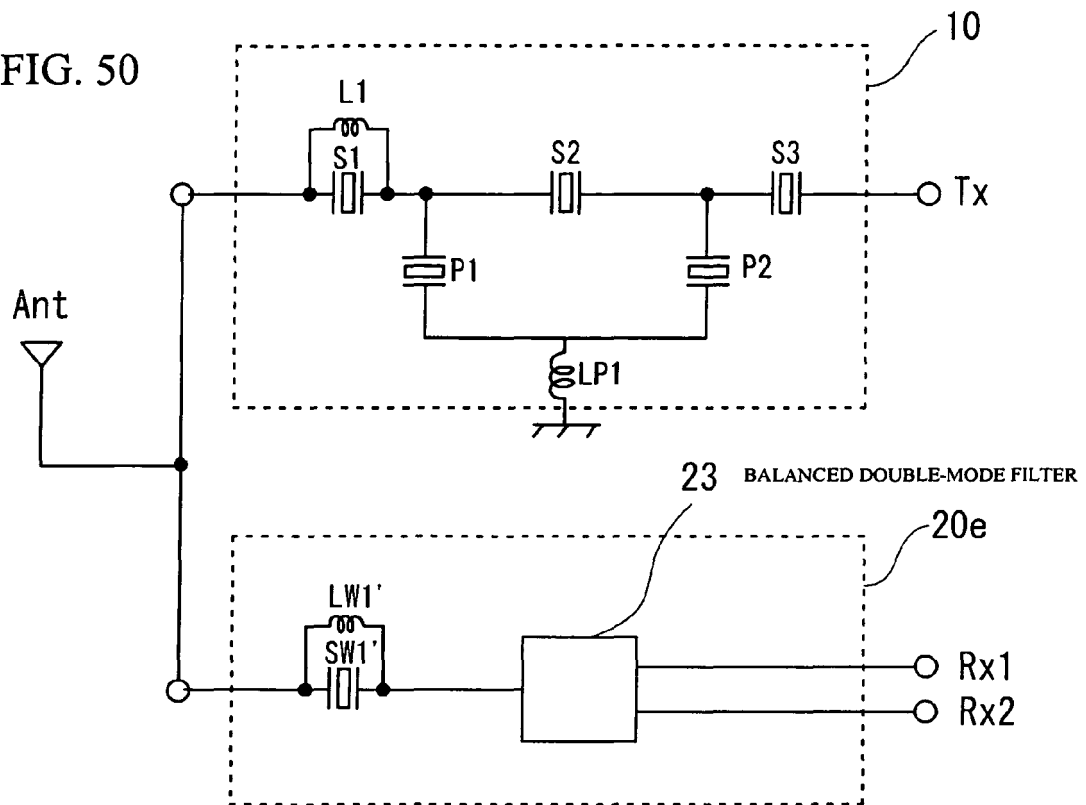 FIG. 50
10
L1
S1
S2
S3
Tx
P1
P2
Ant
LP1
23 BALANCED DOUBLE-MODE FILTER
20e
LW1'
SW1'
Rx1
Rx2